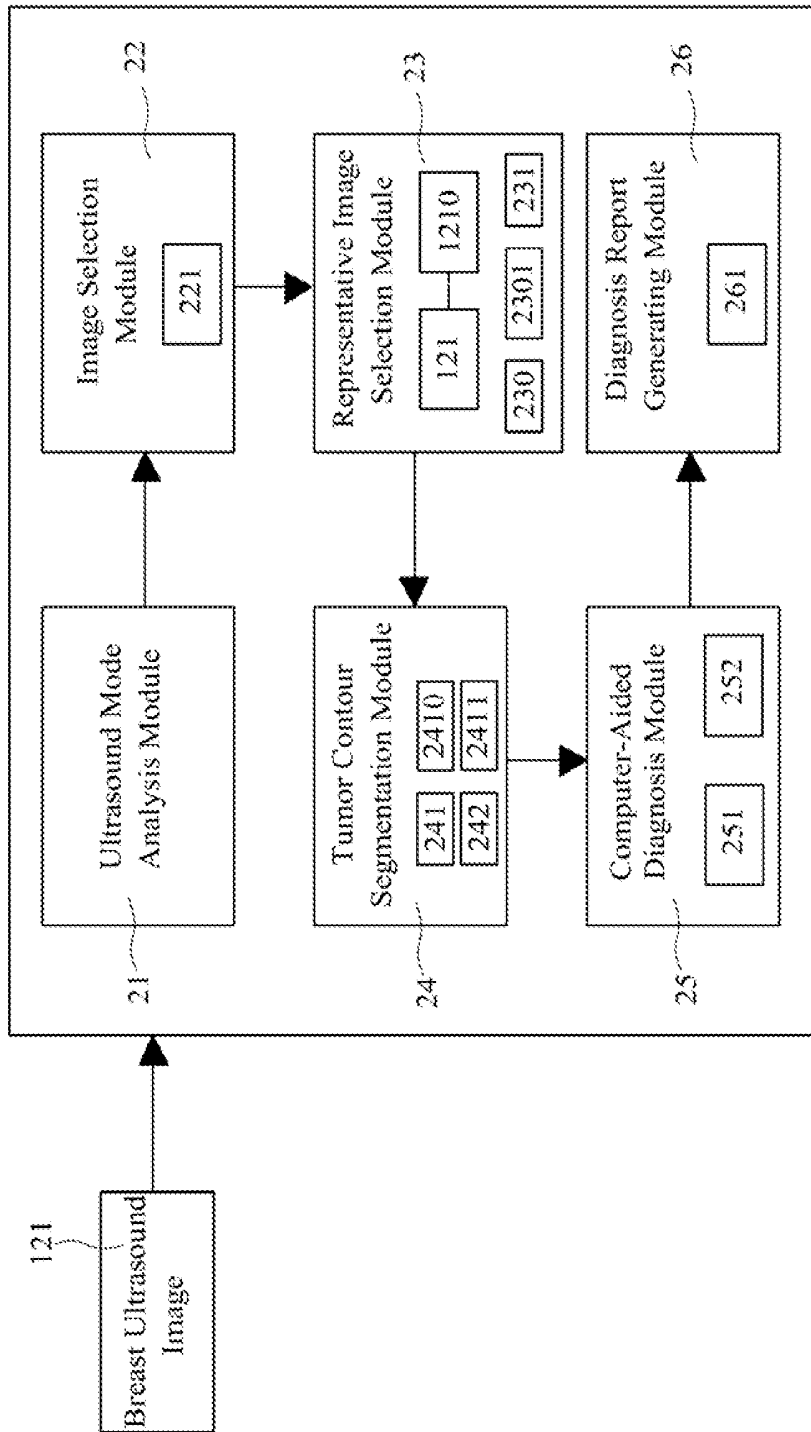 121
Breast Ultrasound
Image
21
Ultrasound Mode
Analysis Module
22
Image Selection
Module
221
23
Representative Image
Selection Module
121
1210
230
2301
231
24
Tumor Contour
Segmentation Module
241
2410
242
2411
25
Computer-Aided
Diagnosis Module
251
252
26
Diagnosis Report
Generating Module
261